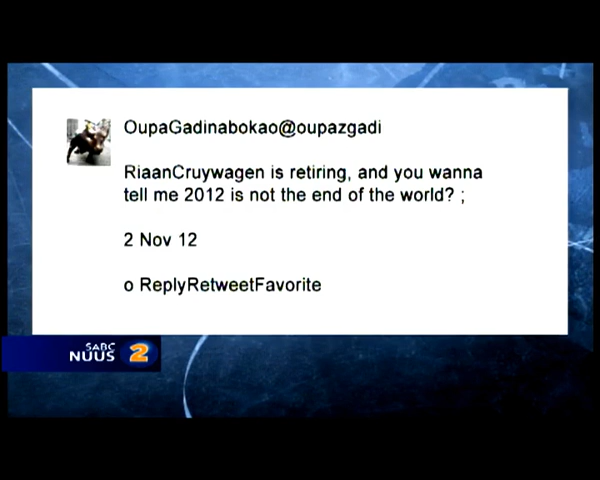 OupaGadinabokao@oupazgadi
RiaanCruywagen is retiring, and you wanna
tell me 2012 is not the end of the world? ;
2 Nov 12
o ReplyRetweetFavorite
SABC
NUUS 2